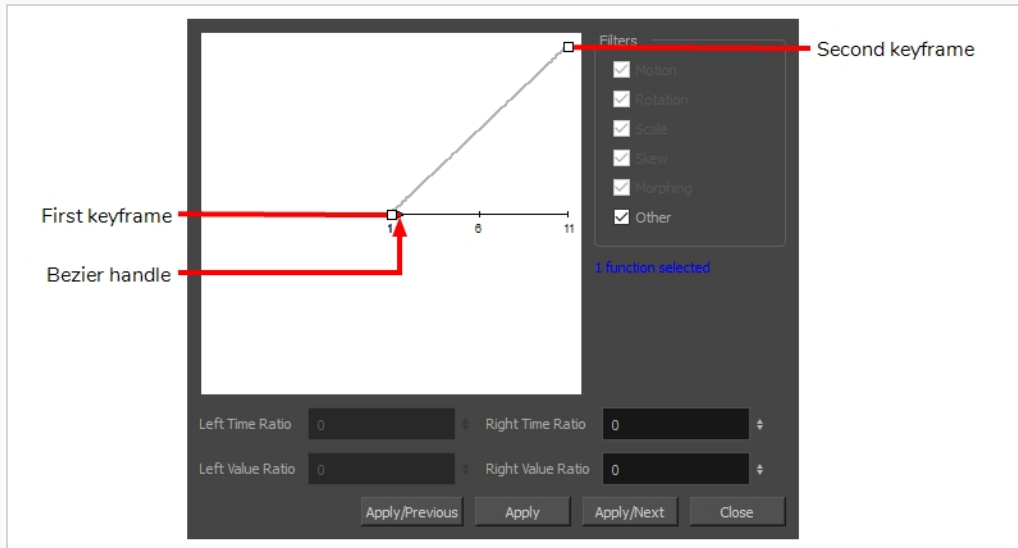 Filters
Second keyframe
Motion
Rotation
Scale
Skew
Morphing
Other
First keyframe
1 6 11
Bezier handle
1 function selected
Left Time Ratio 0 Right Time Ratio 0
Left Value Ratio 0 Right Value Ratio 0
Apply/Previous Apply Apply/Next Close